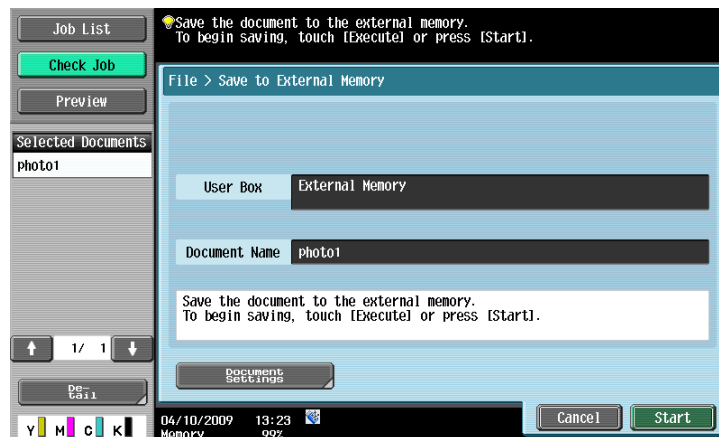 Job List
Check Job
Preview
Selected Documents
photo1
1/ 1
De-
tail
Y M C K
Save the document to the external memory.
To begin saving, touch [Execute] or press [Start].
File > Save to External Memory
User Box
External Memory
Document Name
photo1
Save the document to the external memory.
To begin saving, touch [Execute] or press [Start].
Document
Settings
04/10/2009 13:23
Memory 99%
Cancel
Start